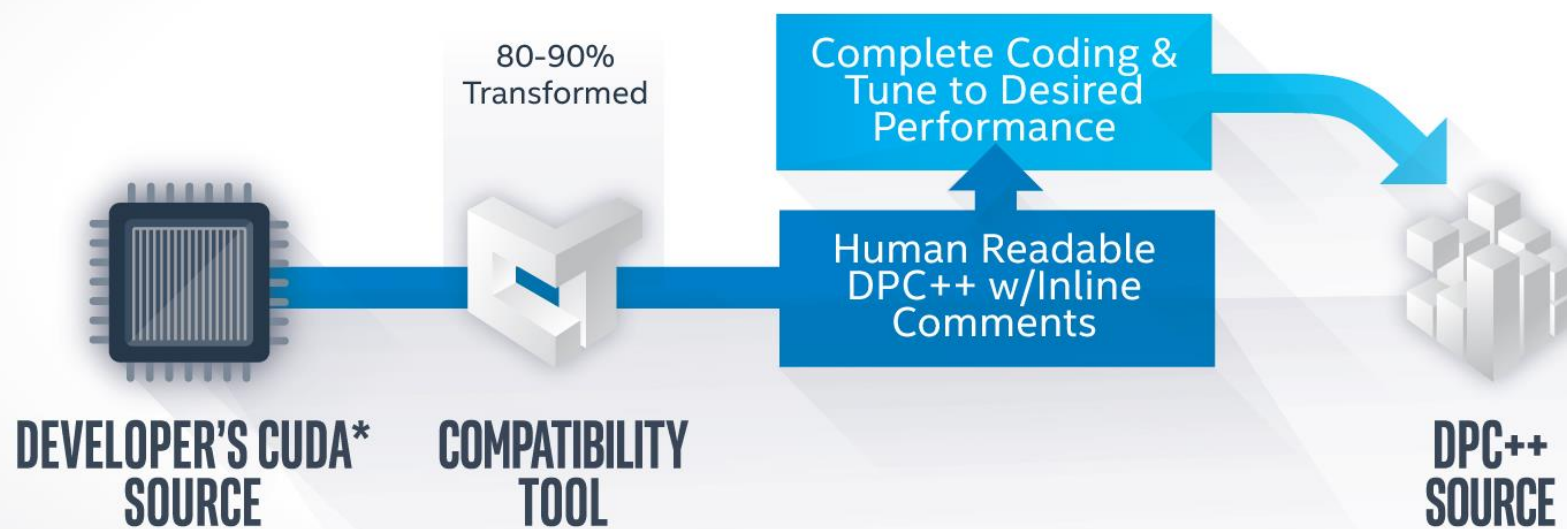 80-90%
Transformed
Complete Coding &
Tune to Desired
Performance
Human Readable
DPC++ w/Inline
Comments
DEVELOPER'S CUDA*
SOURCE
COMPATIBILITY
TOOL
DPC++
SOURCE